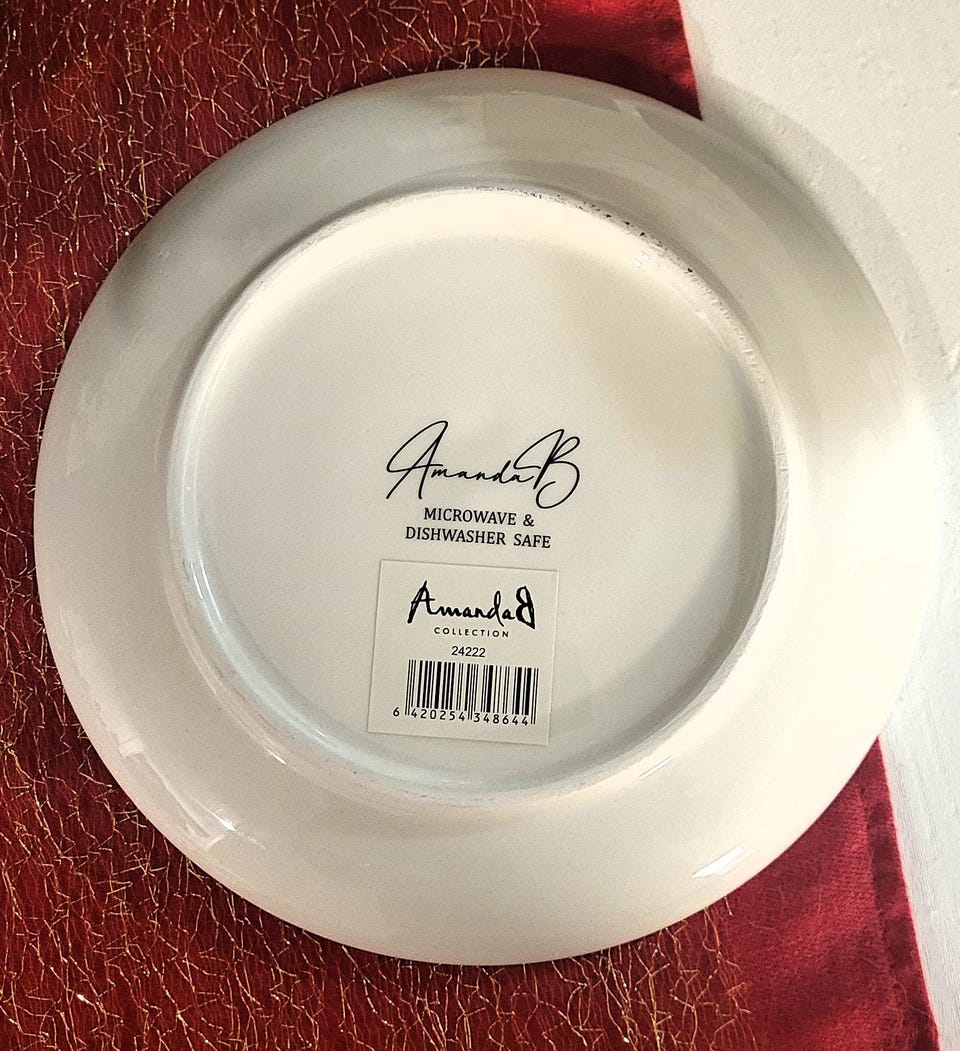 AmandaB
MICROWAVE &
DISHWASHER SAFE
AmandaB
COLLECTION
24222
6 420254 348644